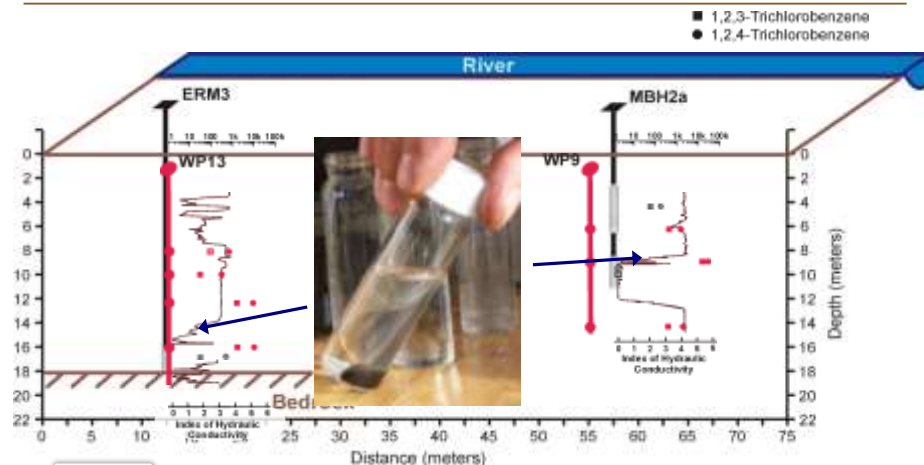 1,2,3-Trichlorobenzene
1,2,4-Trichlorobenzene
River
ERM3
MBH2a
1 10 100 1k 10k 100k
1 10 100 1k 10k 100k
WP13
WP9
0
2
4
6
8
10
12
14
16
18
20
22
0
2
4
6
8
10
12
14
16
18
20
22
Depth (meters)
0 1 2 3 4 5 6
Index of Hydraulic
Conductivity
0 1 2 3 4 5 6
Index of Hydraulic
Conductivity
0 5 10 25 30 35 40 45 50 55 60 65 70 75
Distance (meters)